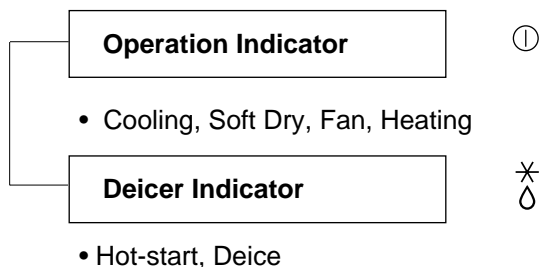 Operation Indicator
• Cooling, Soft Dry, Fan, Heating
Deicer Indicator
• Hot-start, Deice